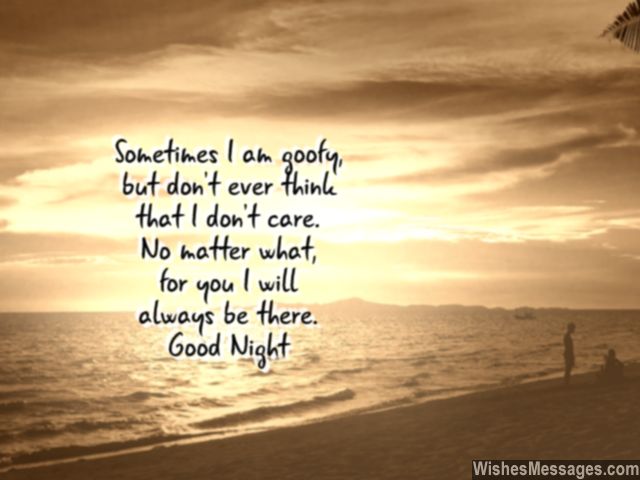 Sometimes I am goofy,
but don't ever think
that I don't care.
No matter what,
for you I will
always be there.
Good Night
WishesMessages.com